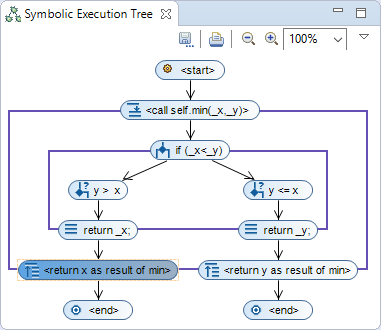 Symbolic Execution Tree
100%
<start>
<call self.min(_x,_y)>
if (_x<_y)
y > x
y <= x
return _x;
return _y;
<return x as result of min>
<return y as result of min>
<end>
<end>